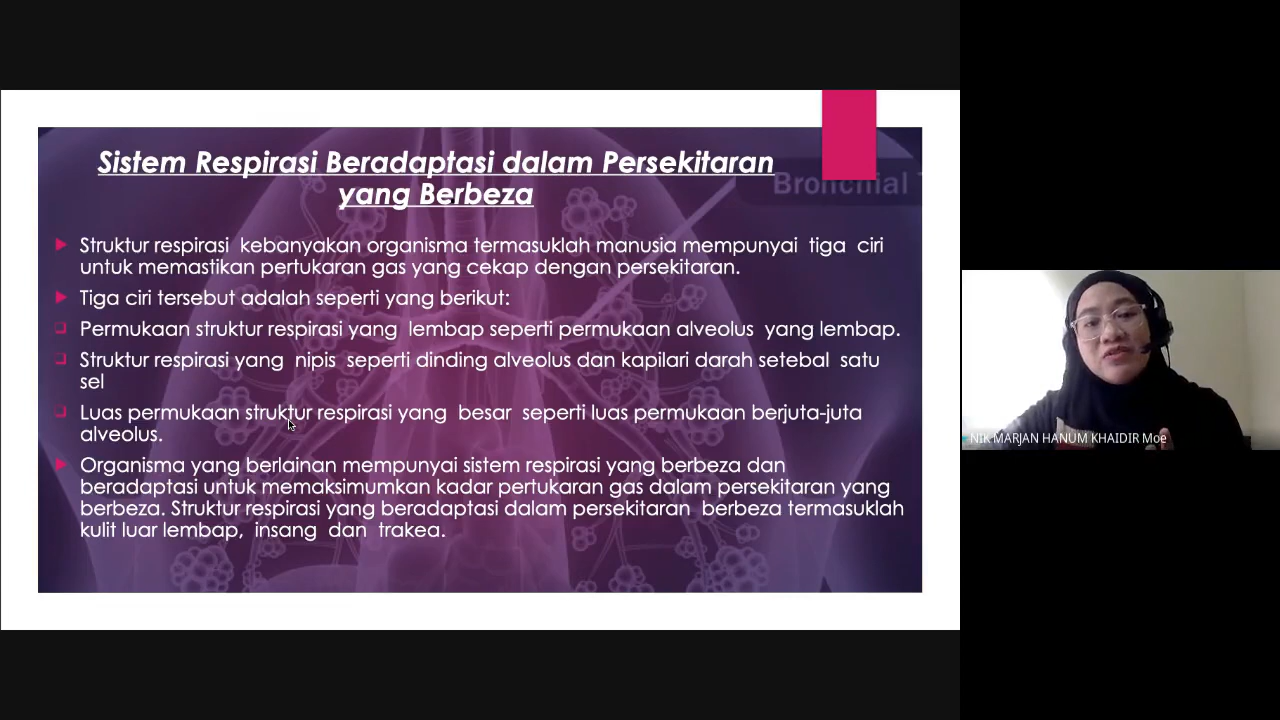 Sistem Respirasi Beradaptasi dalam Persekitaran
yang Berbeza
Bronchial
Struktur respirasi kebanyakan organisma termasuklah manusia mempunyai tiga ciri
untuk memastikan pertukaran gas yang cekap dengan persekitaran.
Tiga ciri tersebut adalah seperti yang berikut:
Permukaan struktur respirasi yang lembap seperti permukaan alveolus yang lembap.
Struktur respirasi yang nipis seperti dinding alveolus dan kapilari darah setebal satu
sel
Luas permukaan struktur respirasi yang besar seperti luas permukaan berjuta-juta
alveolus.
Organisma yang berlainan mempunyai sistem respirasi yang berbeza dan
beradaptasi untuk memaksimumkan kadar pertukaran gas dalam persekitaran yang
berbeza. Struktur respirasi yang beradaptasi dalam persekitaran berbeza termasuklah
kulit luar lembap, insang dan trakea.
NIK MARJAN HANUM KHAIDIR Moe